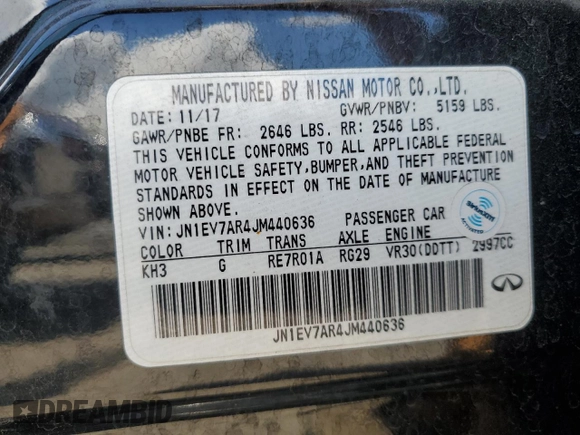 MANUFACTURED BY NISSAN MOTOR CO.,LTD.
DATE: 11/17 GVWR/PNBV: 5159 LBS.
GAWR/PNBE FR: 2646 LBS. RR: 2546 LBS.
THIS VEHICLE CONFORMS TO ALL APPLICABLE FEDERAL
MOTOR VEHICLE SAFETY,BUMPER,AND THEFT PREVENTION
STANDARDS IN EFFECT ON THE DATE OF MANUFACTURE
SHOWN ABOVE.
VIN: JN1EV7AR4JM440636 PASSENGER CAR
SiriusXM
ACTIVATED
COLOR TRIM TRANS AXLE ENGINE
KH3 G RE7R01A RG29 VR30(DDTT) 2997CC
JN1EV7AR4JM440636
DREAMBID